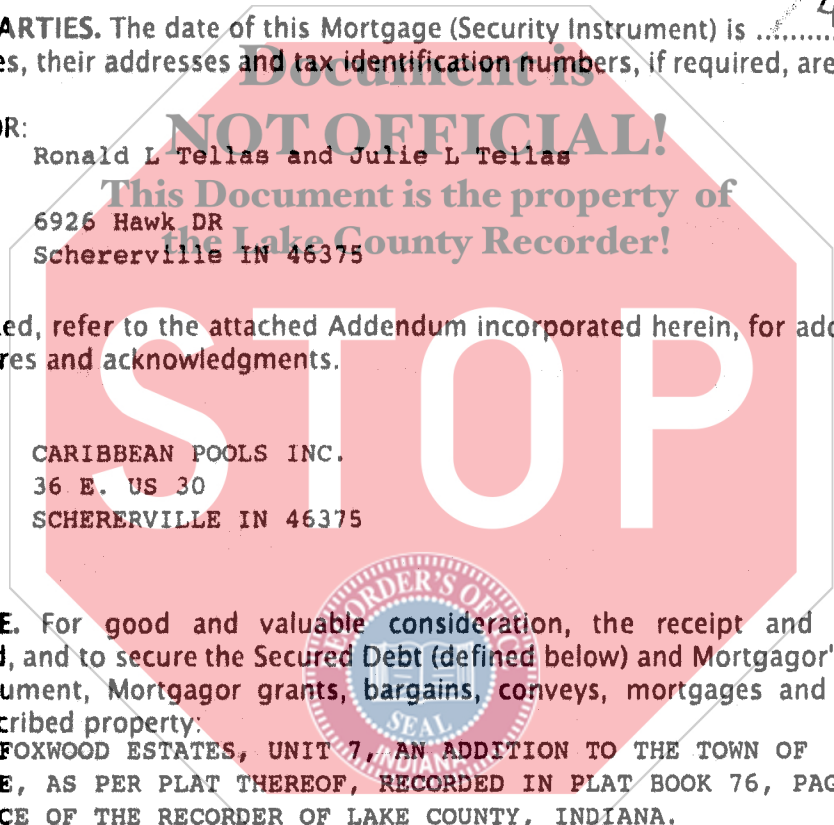 ARTIES. The date of this Mortgage (Security Instrument) is ..........
es, their addresses and tax identification numbers, if required, are
Document is
OR:
NOT OFFICIAL!
Ronald L Tellas and Julie L Tellas
This Document is the property of
6926 Hawk DR
the Lake County Recorder!
Schererville IN 46375
ed, refer to the attached Addendum incorporated herein, for add
res and acknowledgments.
STOP
CARIBBEAN POOLS INC.
36 E. US 30
SCHERERVILLE IN 46375
RECORDER'S OFFICE
E. For good and valuable consideration, the receipt and
d, and to secure the Secured Debt (defined below) and Mortgagor'
ument, Mortgagor grants, bargains, conveys, mortgages and
cribed property:
SEAL
FOXWOOD ESTATES, UNIT 7, AN ADDITION TO THE TOWN OF
INDIANA
E, AS PER PLAT THEREOF, RECORDED IN PLAT BOOK 76, PAG
CE OF THE RECORDER OF LAKE COUNTY, INDIANA.